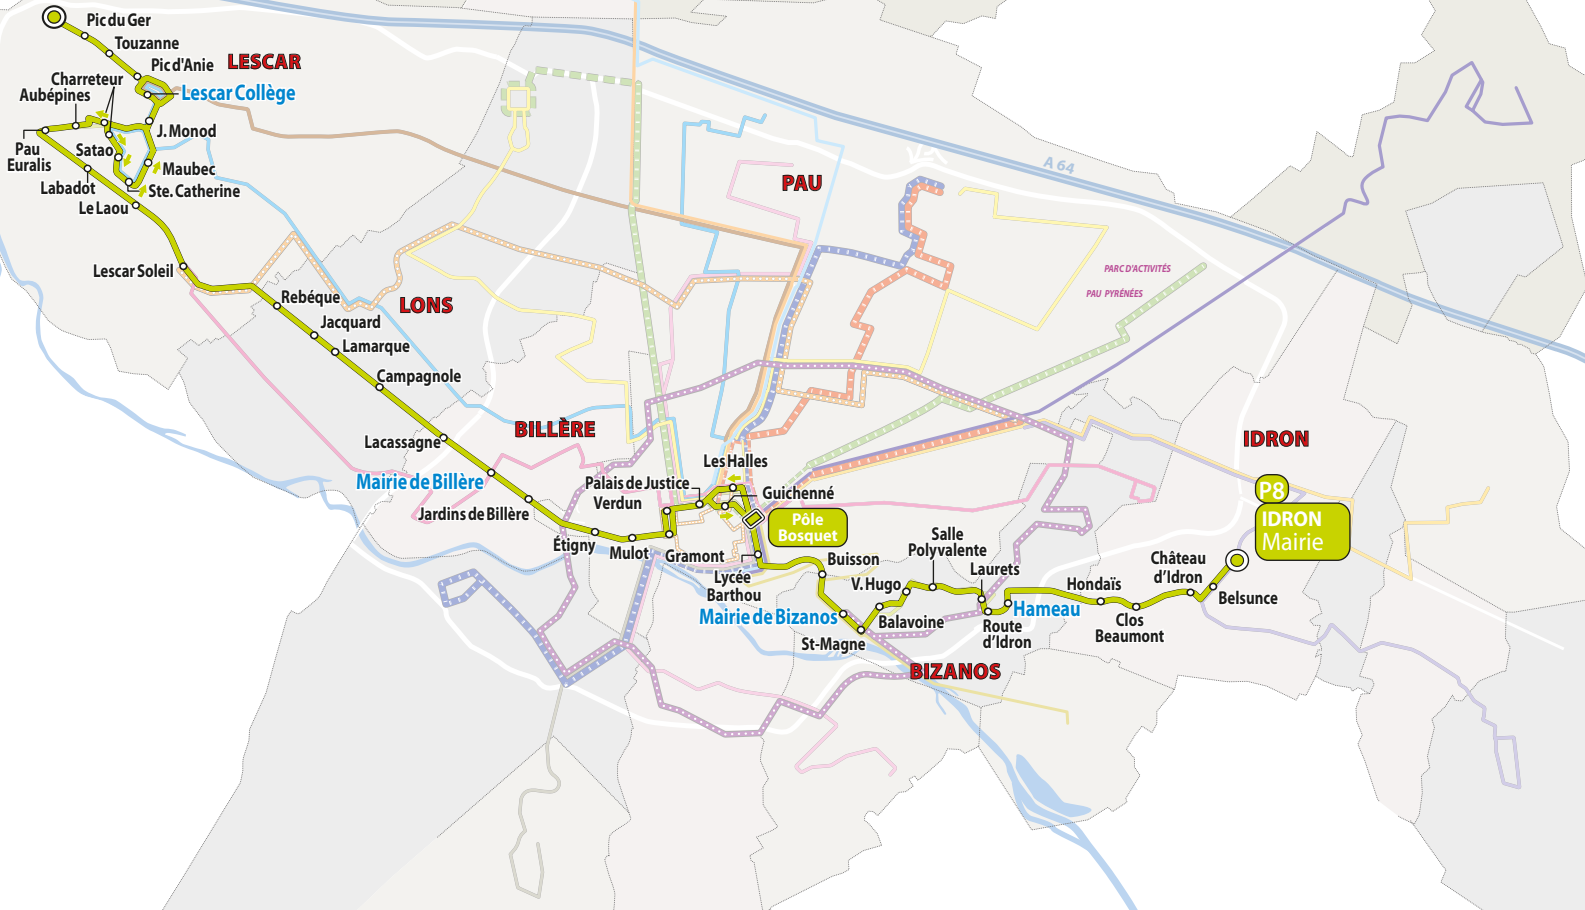 Pic du Ger
Touzanne
Pic d'Anie
LESCAR
Charreteur
Aubépines
Lescar Collège
J. Monod
Pau
Euralis
Satao
Maubec
Labadot
Ste. Catherine
Le Laou
Lescar Soleil
Rebéque
LONS
Jacquard
Lamarque
Campagnole
Lacassagne
BILLÈRE
Mairie de Billère
Jardins de Billère
Étigny
Mulot
Gramont
Palais de Justice
Verdun
Les Halles
Guichenné
Pôle
Bosquet
Lycée
Barthou
PAU
A 64
PARC D'ACTIVITÉS
PAU PYRÉNÉES
Buisson
Mairie de Bizanos
St-Magne
V. Hugo
Balavoine
Salle
Polyvalente
Laurets
Route
d'Idron
Hameau
BIZANOS
Hondaïs
Clos
Beaumont
Château
d'Idron
Belsunce
IDRON
P8
IDRON
Mairie